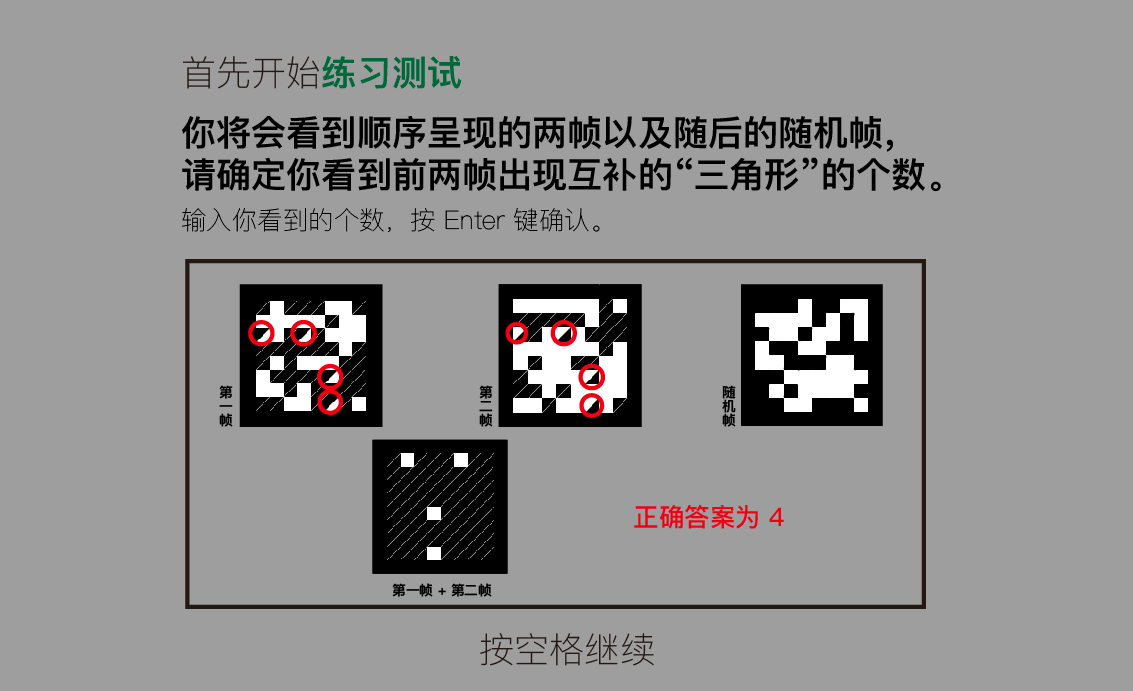 首先开始练习测试
你将会看到顺序呈现的两帧以及随后的随机帧，
请确定你看到前两帧出现互补的“三角形”的个数。
输入你看到的个数，按 Enter 键确认。
第一帧
第二帧
随机帧
正确答案为 4
第一帧 + 第二帧
按空格继续